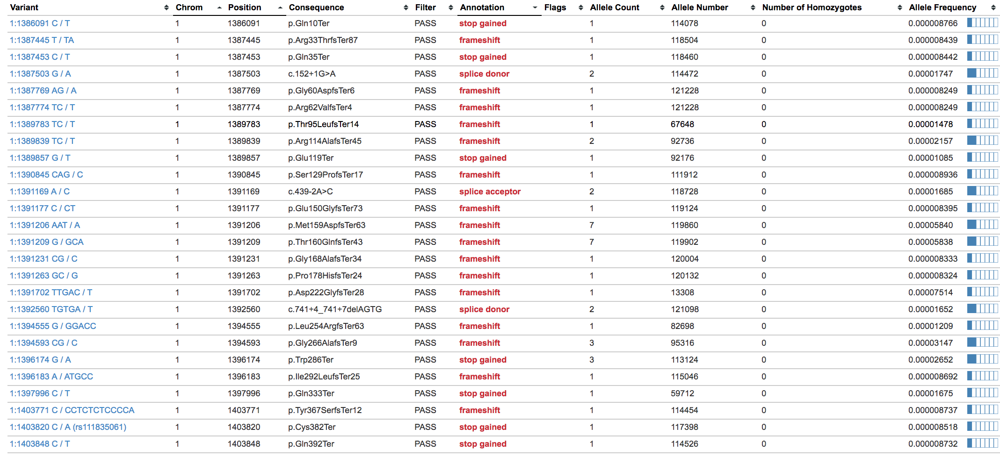 Variant Chrom Position Consequence Filter Annotation Flags Allele Count Allele Number Number of Homozygotes Allele Frequency
1:1386091 C / T 1 1386091 p.Gln10Ter PASS stop gained 1 114078 0 0.000008766
1:1387445 T / TA 1 1387445 p.Arg33ThrfsTer87 PASS frameshift 1 118504 0 0.000008439
1:1387453 C / T 1 1387453 p.Gln35Ter PASS stop gained 1 118460 0 0.000008442
1:1387503 G / A 1 1387503 c.152+1G>A PASS splice donor 2 114472 0 0.00001747
1:1387769 AG / A 1 1387769 p.Gly60AspfsTer6 PASS frameshift 1 121228 0 0.000008249
1:1387774 TC / T 1 1387774 p.Arg62ValfsTer4 PASS frameshift 1 121228 0 0.000008249
1:1389783 TC / T 1 1389783 p.Thr95LeufsTer14 PASS frameshift 1 67648 0 0.00001478
1:1389839 TC / T 1 1389839 p.Arg114AlafsTer45 PASS frameshift 2 92736 0 0.00002157
1:1389857 G / T 1 1389857 p.Glu119Ter PASS stop gained 1 92176 0 0.00001085
1:1390845 CAG / C 1 1390845 p.Ser129ProfsTer17 PASS frameshift 1 111912 0 0.000008936
1:1391169 A / C 1 1391169 c.439-2A>C PASS splice acceptor 2 118728 0 0.00001685
1:1391177 C / CT 1 1391177 p.Glu150GlyfsTer73 PASS frameshift 1 119124 0 0.000008395
1:1391206 AAT / A 1 1391206 p.Met159AspfsTer63 PASS frameshift 7 119860 0 0.00005840
1:1391209 G / GCA 1 1391209 p.Thr160GlnfsTer43 PASS frameshift 7 119902 0 0.00005838
1:1391231 CG / C 1 1391231 p.Gly168AlafsTer34 PASS frameshift 1 120004 0 0.000008333
1:1391263 GC / G 1 1391263 p.Pro178HisfsTer24 PASS frameshift 1 120132 0 0.000008324
1:1391702 TTGAC / T 1 1391702 p.Asp222GlyfsTer28 PASS frameshift 1 13308 0 0.00007514
1:1392560 TGTGA / T 1 1392560 c.741+4_741+7delAGTG PASS splice donor 2 121098 0 0.00001652
1:1394555 G / GGACC 1 1394555 p.Leu254ArgfsTer63 PASS frameshift 1 82698 0 0.00001209
1:1394593 CG / C 1 1394593 p.Gly266AlafsTer9 PASS frameshift 3 95316 0 0.00003147
1:1396174 G / A 1 1396174 p.Trp286Ter PASS stop gained 3 113124 0 0.00002652
1:1396183 A / ATGCC 1 1396183 p.Ile292LeufsTer25 PASS frameshift 1 115046 0 0.000008692
1:1397996 C / T 1 1397996 p.Gln333Ter PASS stop gained 1 59712 0 0.00001675
1:1403771 C / CCTCTCTCCCCA 1 1403771 p.Tyr367SerfsTer12 PASS frameshift 1 114454 0 0.000008737
1:1403820 C / A (rs111835061) 1 1403820 p.Cys382Ter PASS stop gained 1 117398 0 0.000008518
1:1403848 C / T 1 1403848 p.Gln392Ter PASS stop gained 1 114526 0 0.000008732